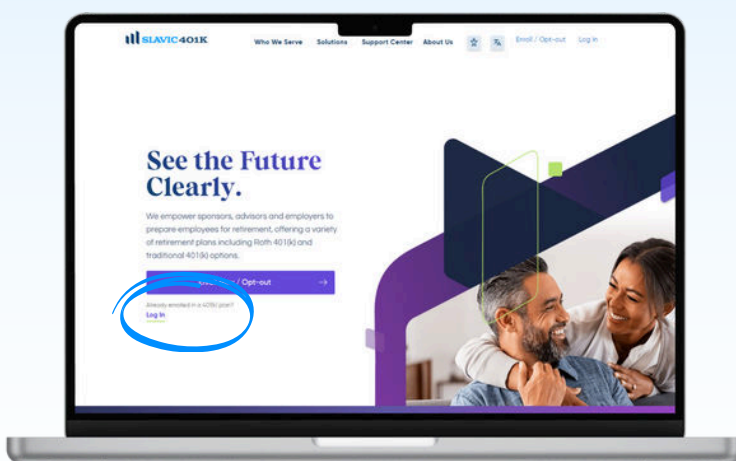 SLAVIC401K
Who We Serve Solutions Support Center About Us Enroll / Opt-out Log In
See the Future
Clearly.
We empower sponsors, advisors and employers to
prepare employees for retirement, offering a variety
of retirement plans including Roth 401(k) and
traditional 401(k) options.
/ Opt-out →
Already enrolled in a 401(k) plan?
Log In